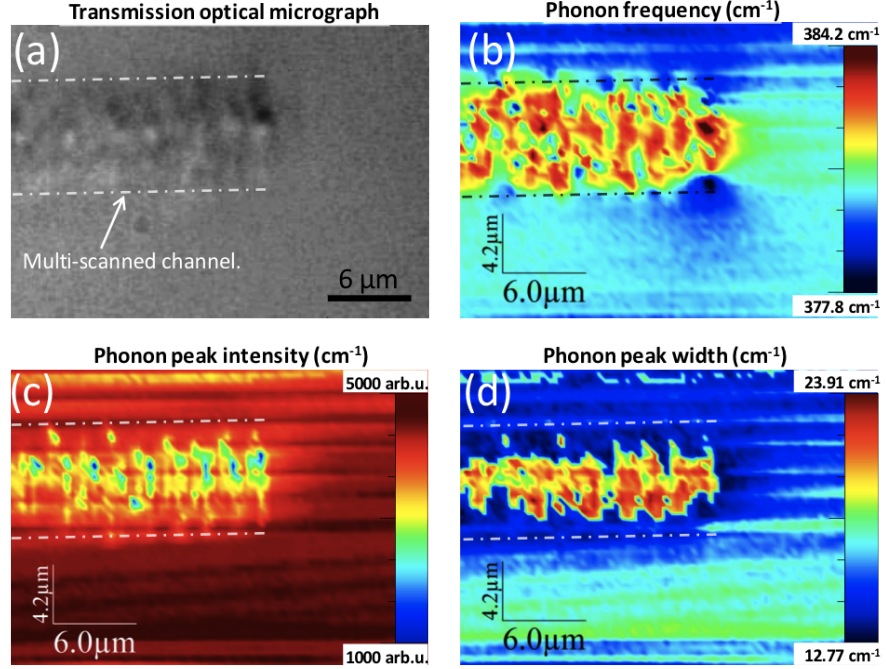 Transmission optical micrograph
(a)
Multi-scanned channel.
6 µm
Phonon frequency (cm-1)
(b)
384.2 cm-1
4.2µm
6.0µm
377.8 cm-1
Phonon peak intensity (cm-1)
(c)
5000 arb.u.
4.2µm
6.0µm
1000 arb.u.
Phonon peak width (cm-1)
(d)
23.91 cm-1
4.2µm
6.0µm
12.77 cm-1